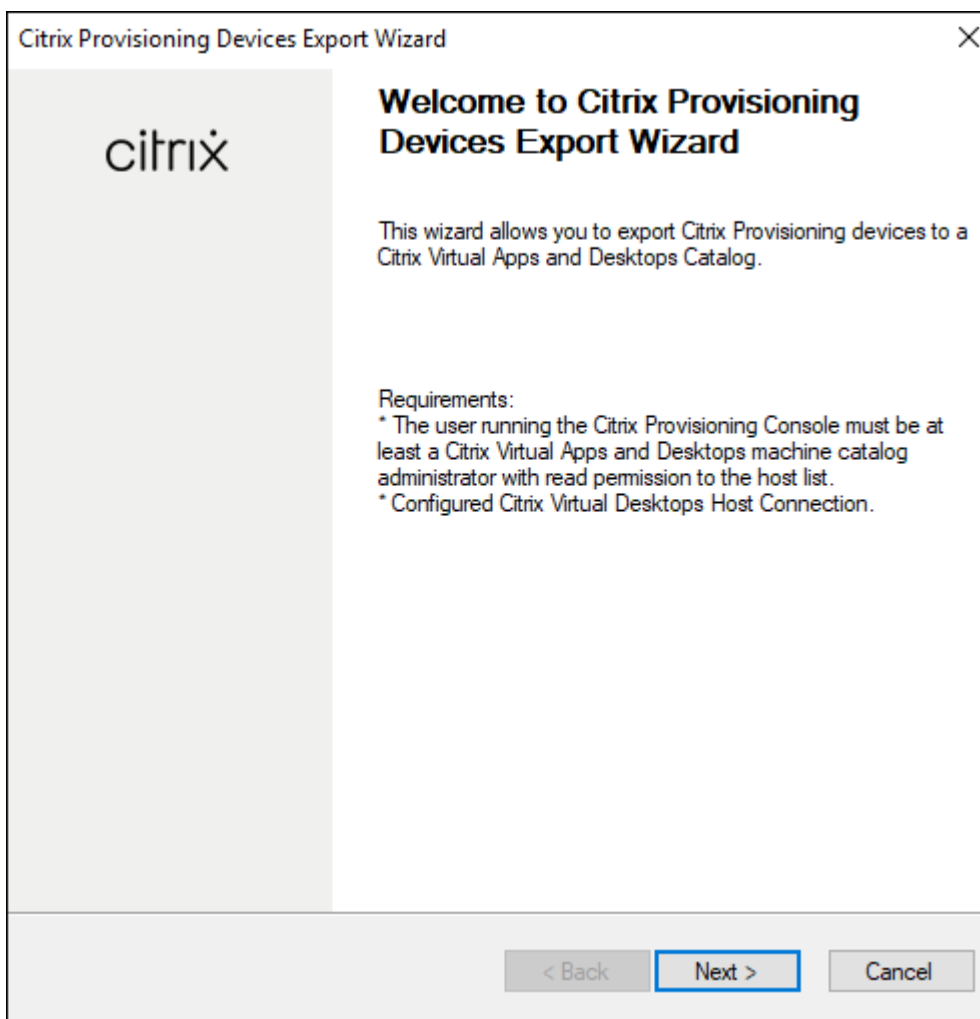 Citrix Provisioning Devices Export Wizard
citrix
Welcome to Citrix Provisioning
Devices Export Wizard
This wizard allows you to export Citrix Provisioning devices to a
Citrix Virtual Apps and Desktops Catalog.
Requirements:
* The user running the Citrix Provisioning Console must be at
least a Citrix Virtual Apps and Desktops machine catalog
administrator with read permission to the host list.
* Configured Citrix Virtual Desktops Host Connection.
< Back
Next >
Cancel